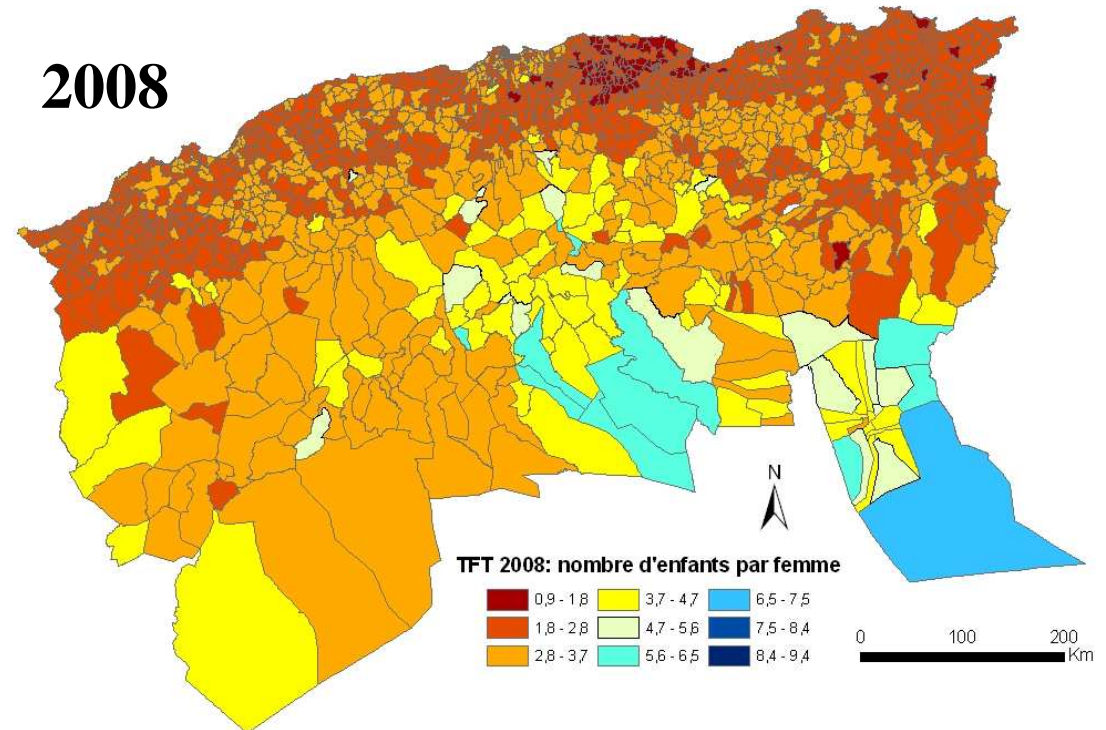 2008
N
TFT 2008: nombre d'enfants par femme
0,9 - 1,8 3,7 - 4,7 6,5 - 7,5
1,8 - 2,8 4,7 - 5,6 7,5 - 8,4
2,8 - 3,7 5,6 - 6,5 8,4 - 9,4
0 100 200
Km